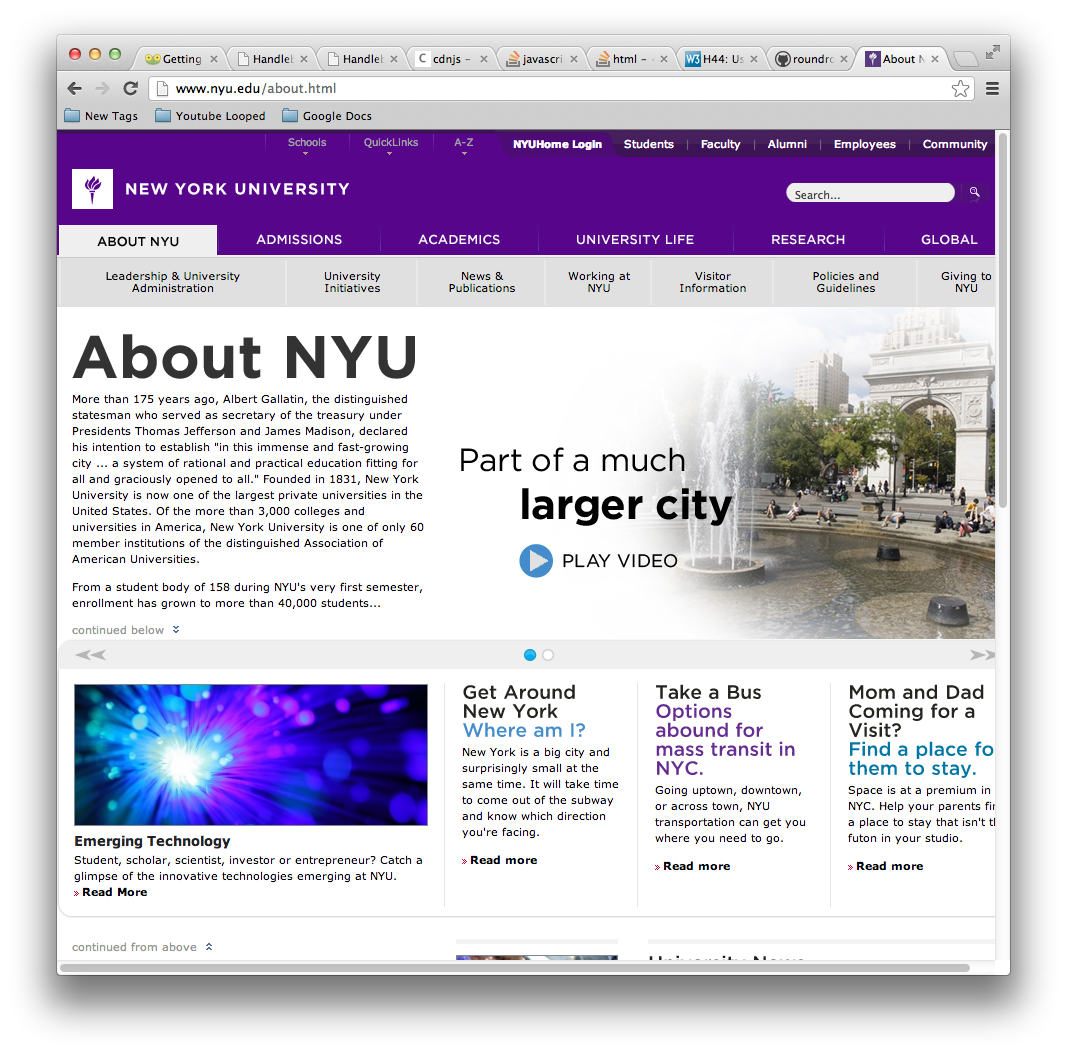 Getting
Handlel
Handlel
cdnjs –
javascri
html –
H44: Us
roundrc
About N
www.nyu.edu/about.html
New Tags Youtube Looped Google Docs
Schools QuickLinks A-Z NYUHome Login Students Faculty Alumni Employees Community
NEW YORK UNIVERSITY
Search...
ABOUT NYU ADMISSIONS ACADEMICS UNIVERSITY LIFE RESEARCH GLOBAL
Leadership & University
Administration
University
Initiatives
News &
Publications
Working at
NYU
Visitor
Information
Policies and
Guidelines
Giving to
NYU
About NYU
More than 175 years ago, Albert Gallatin, the distinguished
statesman who served as secretary of the treasury under
Presidents Thomas Jefferson and James Madison, declared
his intention to establish "in this immense and fast-growing
city ... a system of rational and practical education fitting for
all and graciously opened to all." Founded in 1831, New York
University is now one of the largest private universities in the
United States. Of the more than 3,000 colleges and
universities in America, New York University is one of only 60
member institutions of the distinguished Association of
American Universities.
From a student body of 158 during NYU's very first semester,
enrollment has grown to more than 40,000 students...
continued below
Part of a much
larger city
PLAY VIDEO
Emerging Technology
Student, scholar, scientist, investor or entrepreneur? Catch a
glimpse of the innovative technologies emerging at NYU.
» Read More
Get Around
New York
Where am I?
New York is a big city and
surprisingly small at the
same time. It will take time
to come out of the subway
and know which direction
you're facing.
» Read more
Take a Bus
Options
abound for
mass transit in
NYC.
Going uptown, downtown,
or across town, NYU
transportation can get you
where you need to go.
» Read more
Mom and Dad
Coming for a
Visit?
Find a place fo
them to stay.
Space is at a premium in
NYC. Help your parents fin
a place to stay that isn't th
futon in your studio.
» Read more
continued from above
University News